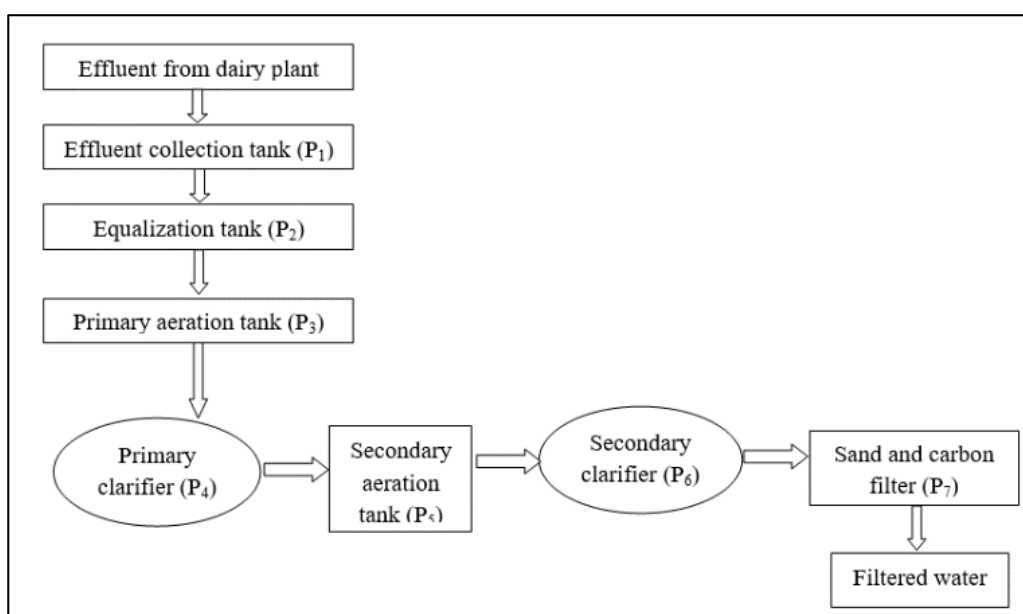 Effluent from dairy plant
Effluent collection tank (P₁)
Equalization tank (P₂)
Primary aeration tank (P₃)
Primary
clarifier (P₄)
Secondary
aeration
tank (P₅)
Secondary
clarifier (P₆)
Sand and carbon
filter (P₇)
Filtered water